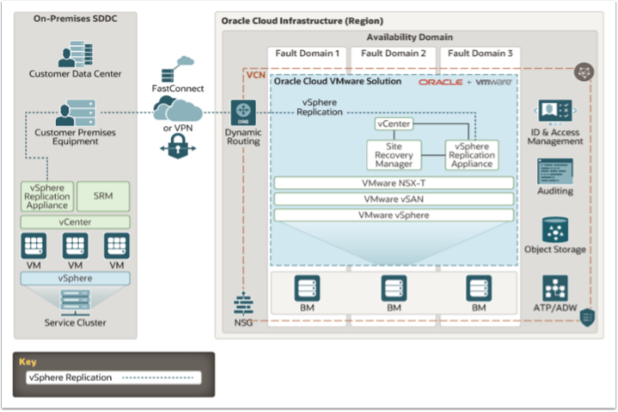 On-Premises SDDC
Customer Data Center
Customer Premises
Equipment
vSphere
Replication
Appliance
SRM
vCenter
VM
VM
VM
vSphere
Service Cluster
FastConnect
or VPN
Oracle Cloud Infrastructure (Region)
Availability Domain
Fault Domain 1
Fault Domain 2
Fault Domain 3
VCN
Oracle Cloud VMware Solution
ORACLE + vmware
DRG
Dynamic
Routing
vSphere
Replication
vCenter
Site
Recovery
Manager
vSphere
Replication
Appliance
VMware NSX-T
VMware vSAN
VMware vSphere
BM
BM
BM
NSG
ID & Access
Management
Auditing
Object Storage
ATP/ADW
Key
vSphere Replication